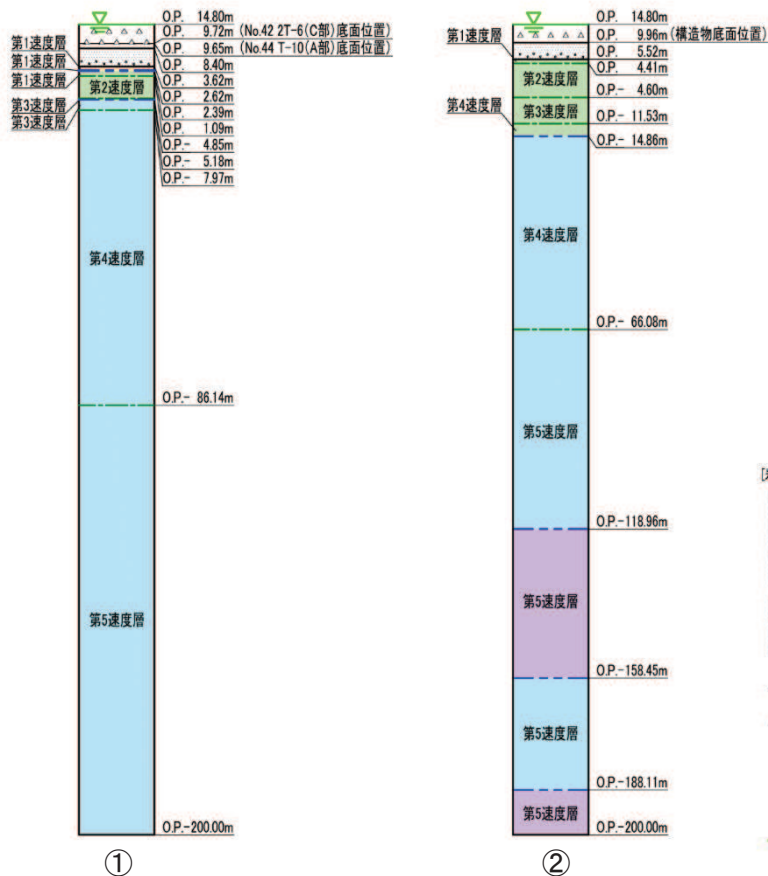 O.P. 14.80m
O.P. 9.72m (No.42 2T-6(C部)底面位置)
O.P. 9.65m (No.44 T-10(A部)底面位置)
O.P. 8.40m
O.P. 3.62m
O.P. 2.62m
O.P. 2.39m
O.P. 1.09m
O.P.- 4.85m
O.P.- 5.18m
O.P.- 7.97m
第1速度層
第1速度層
第1速度層
第2速度層
第3速度層
第3速度層
第4速度層
O.P.- 86.14m
第5速度層
O.P.-200.00m
①
O.P. 14.80m
O.P. 9.96m (構造物底面位置)
O.P. 5.52m
O.P. 4.41m
第1速度層
第2速度層
O.P.- 4.60m
第3速度層
第4速度層
O.P.- 11.53m
O.P.- 14.86m
第4速度層
O.P.- 66.08m
第5速度層
O.P.-118.96m
第5速度層
O.P.-158.45m
第5速度層
O.P.-188.11m
第5速度層
O.P.-200.00m
②